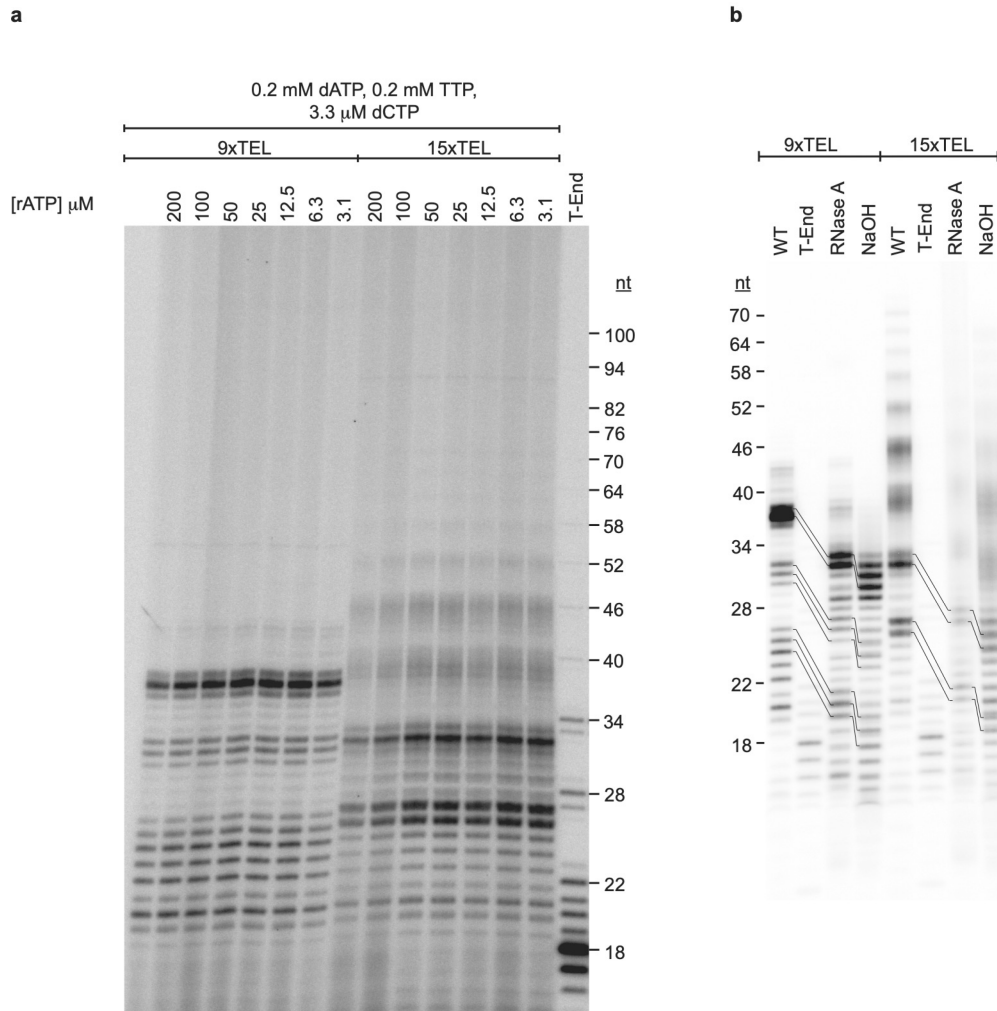 a
0.2 mM dATP, 0.2 mM TTP,
3.3 μM dCTP
9xTEL 15xTEL
[rATP] μM 200 100 50 25 12.5 6.3 3.1 200 100 50 25 12.5 6.3 3.1 T-End
nt
100
94
82
76
70
64
58
52
46
40
34
28
22
18
b
9xTEL 15xTEL
WT T-End RNase A NaOH WT T-End RNase A NaOH
nt
70
64
58
52
46
40
34
28
22
18